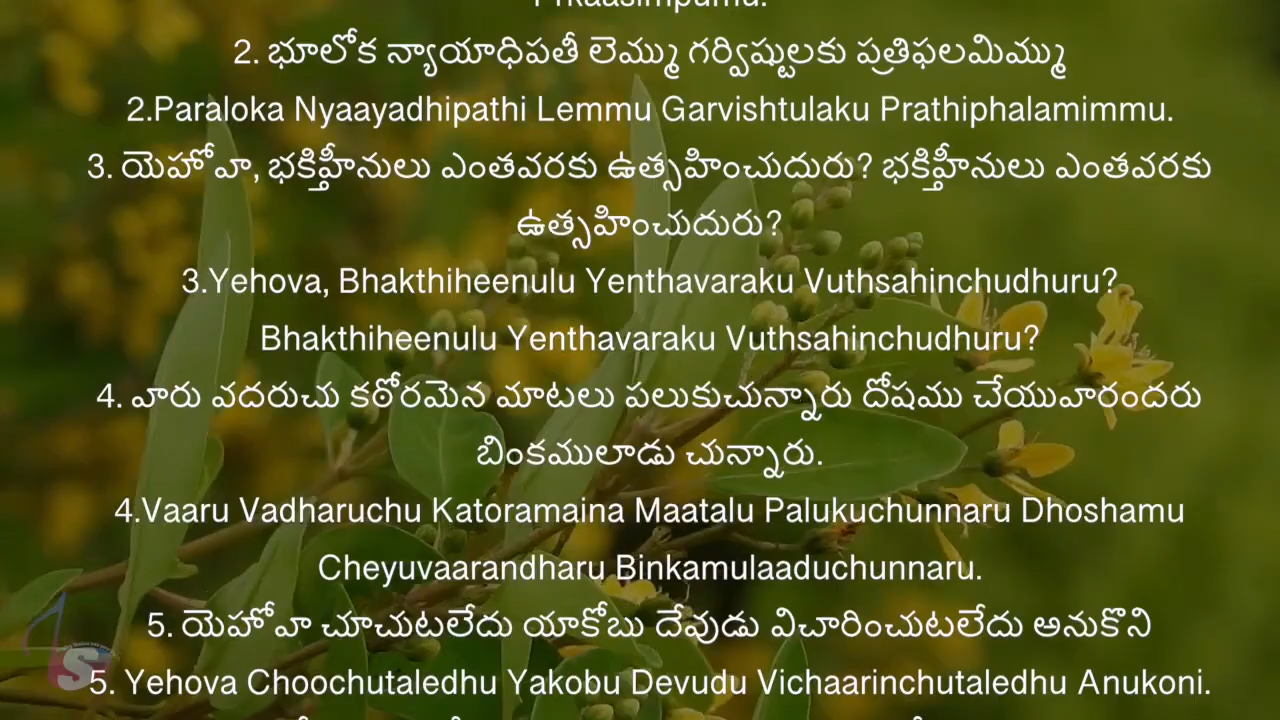 2. భూలోక న్యాయాధిపతీ లెమ్ము గర్విష్టులకు ప్రతిఫలమిమ్ము
2.Paraloka Nyaayadhipathi Lemmu Garvishtulaku Prathiphalamimmu.
3. యెహోవా, భక్తిహీనులు ఎంతవరకు ఉత్సహించుదురు? భక్తిహీనులు ఎంతవరకు
ఉత్సహించుదురు?
3.Yehova, Bhakthiheenulu Yenthavaraku Vuthsahinchudhuru?
Bhakthiheenulu Yenthavaraku Vuthsahinchudhuru?
4. వారు వదరుచు కఠోరమైన మాటలు పలుకుచున్నారు దోషము చేయువారందరు
బింకములాడు చున్నారు.
4.Vaaru Vadharuchu Katoramaina Maatalu Palukuchunnaru Dhoshamu
Cheyuvaarandharu Binkamulaaduchunnaru.
5. యెహోవా చూచుటలేదు యాకోబు దేవుడు విచారించుటలేదు అనుకొని
5. Yehova Choochutaledhu Yakobu Devudu Vichaarinchutaledhu Anukoni.